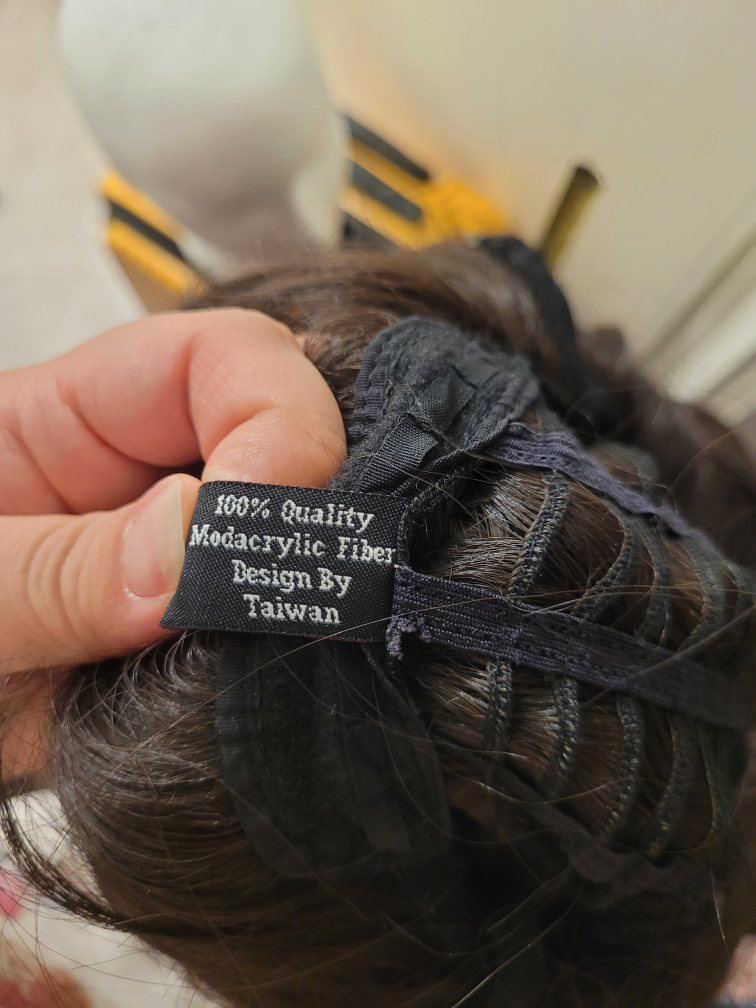 100% Quality
Modacrylic Fiber
Design By
Taiwan